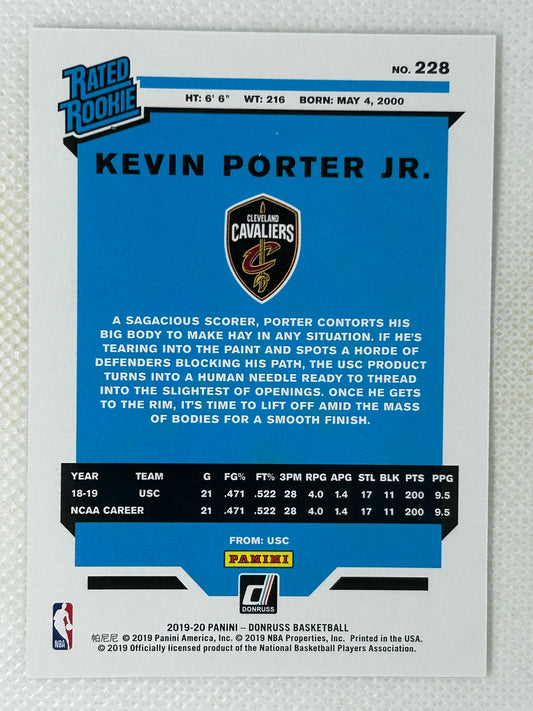 RATED
ROOKIE
NO. 228
HT: 6' 6" WT: 216 BORN: MAY 4, 2000
KEVIN PORTER JR.
CLEVELAND
CAVALIERS
C
A SAGACIOUS SCORER, PORTER CONTORTS HIS
BIG BODY TO MAKE HAY IN ANY SITUATION. IF HE'S
TEARING INTO THE PAINT AND SPOTS A HORDE OF
DEFENDERS BLOCKING HIS PATH, THE USC PRODUCT
TURNS INTO A HUMAN NEEDLE READY TO THREAD
INTO THE SLIGHTEST OF OPENINGS. ONCE HE GETS
TO THE RIM, IT'S TIME TO LIFT OFF AMID THE MASS
OF BODIES FOR A SMOOTH FINISH.
YEAR TEAM G FG% FT% 3PM RPG APG STL BLK PTS PPG
18-19 USC 21 .471 .522 28 4.0 1.4 17 11 200 9.5
NCAA CAREER 21 .471 .522 28 4.0 1.4 17 11 200 9.5
FROM: USC
PANINI
DONRUSS
NBA
2019-20 PANINI – DONRUSS BASKETBALL
帕尼尼 © 2019 Panini America, Inc. © 2019 NBA Properties, Inc. Printed in the USA.
© 2019 Officially licensed product of the National Basketball Players Association.